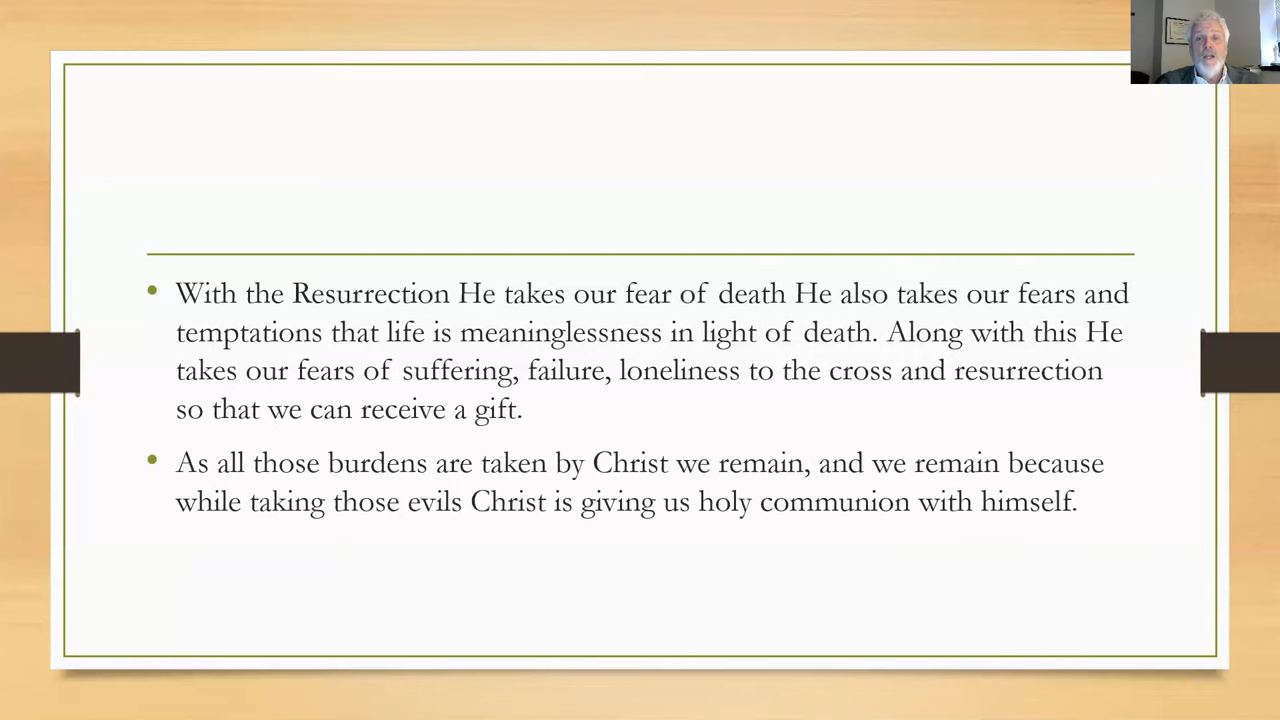 • With the Resurrection He takes our fear of death He also takes our fears and
temptations that life is meaninglessness in light of death. Along with this He
takes our fears of suffering, failure, loneliness to the cross and resurrection
so that we can receive a gift.
• As all those burdens are taken by Christ we remain, and we remain because
while taking those evils Christ is giving us holy communion with himself.